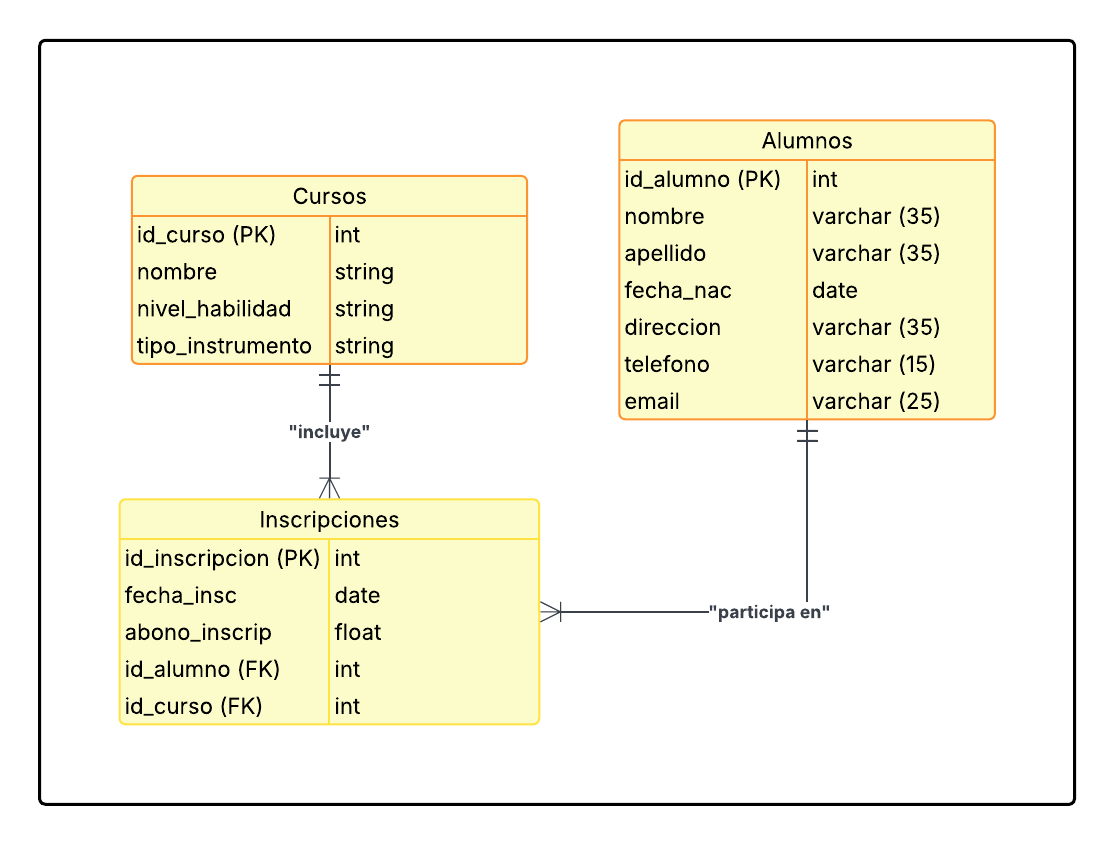 Cursos
id_curso (PK) int
nombre string
nivel_habilidad string
tipo_instrumento string
Alumnos
id_alumno (PK) int
nombre varchar (35)
apellido varchar (35)
fecha_nac date
direccion varchar (35)
telefono varchar (15)
email varchar (25)
"incluye"
Inscripciones
id_inscripcion (PK) int
fecha_insc date
abono_inscrip float
id_alumno (FK) int
id_curso (FK) int
"participa en"